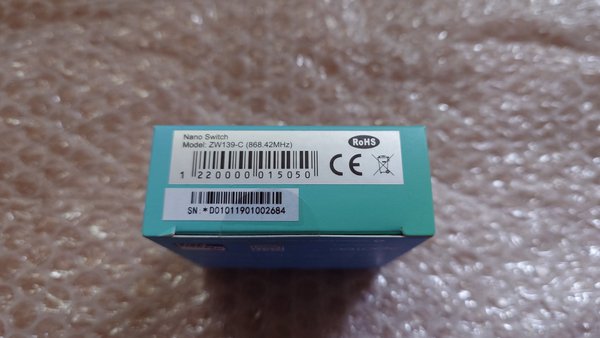 Nano Switch
Model: ZW139-C (868.42MHz)
RoHS
CE
1 220000 015050
SN :*D01011901002684